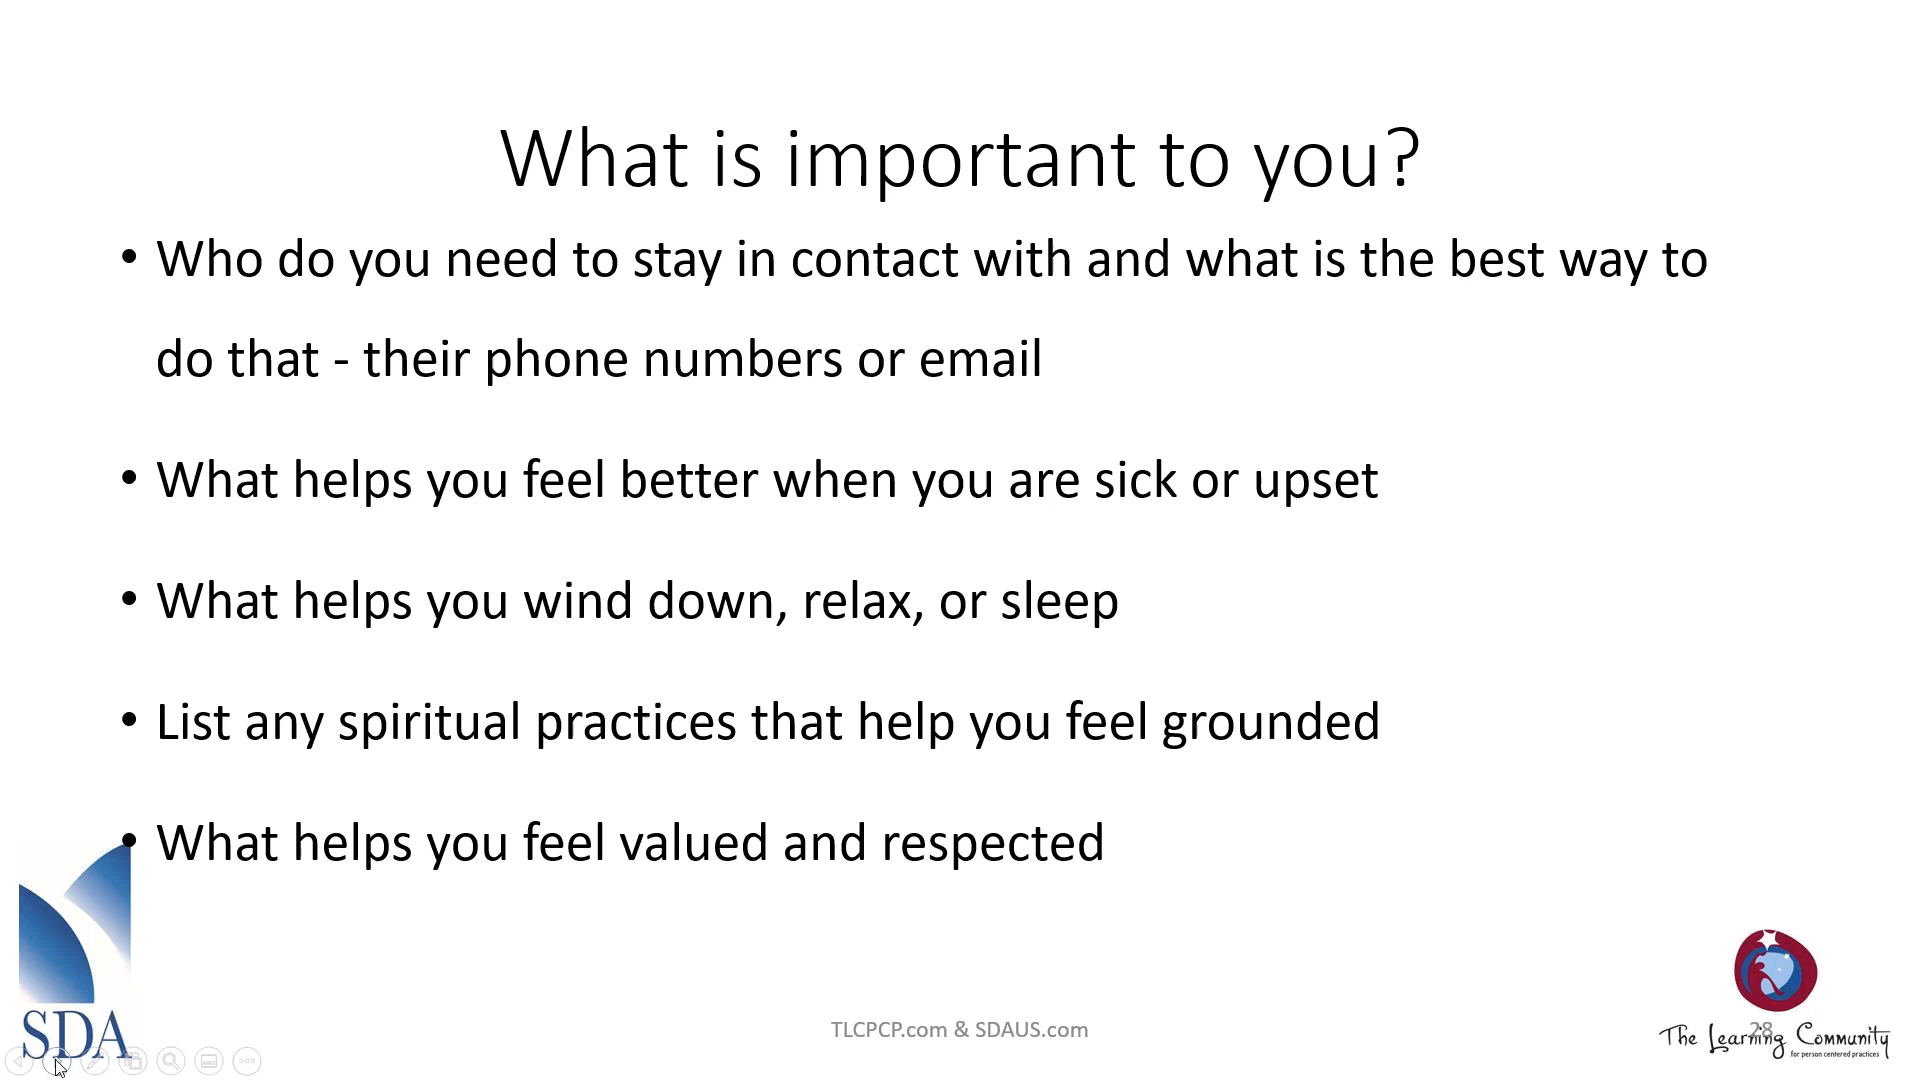 What is important to you?
• Who do you need to stay in contact with and what is the best way to
do that - their phone numbers or email
• What helps you feel better when you are sick or upset
• What helps you wind down, relax, or sleep
• List any spiritual practices that help you feel grounded
• What helps you feel valued and respected
SDA
TLCPCP.com & SDAUS.com
28
The Learning Community
for person centered practices